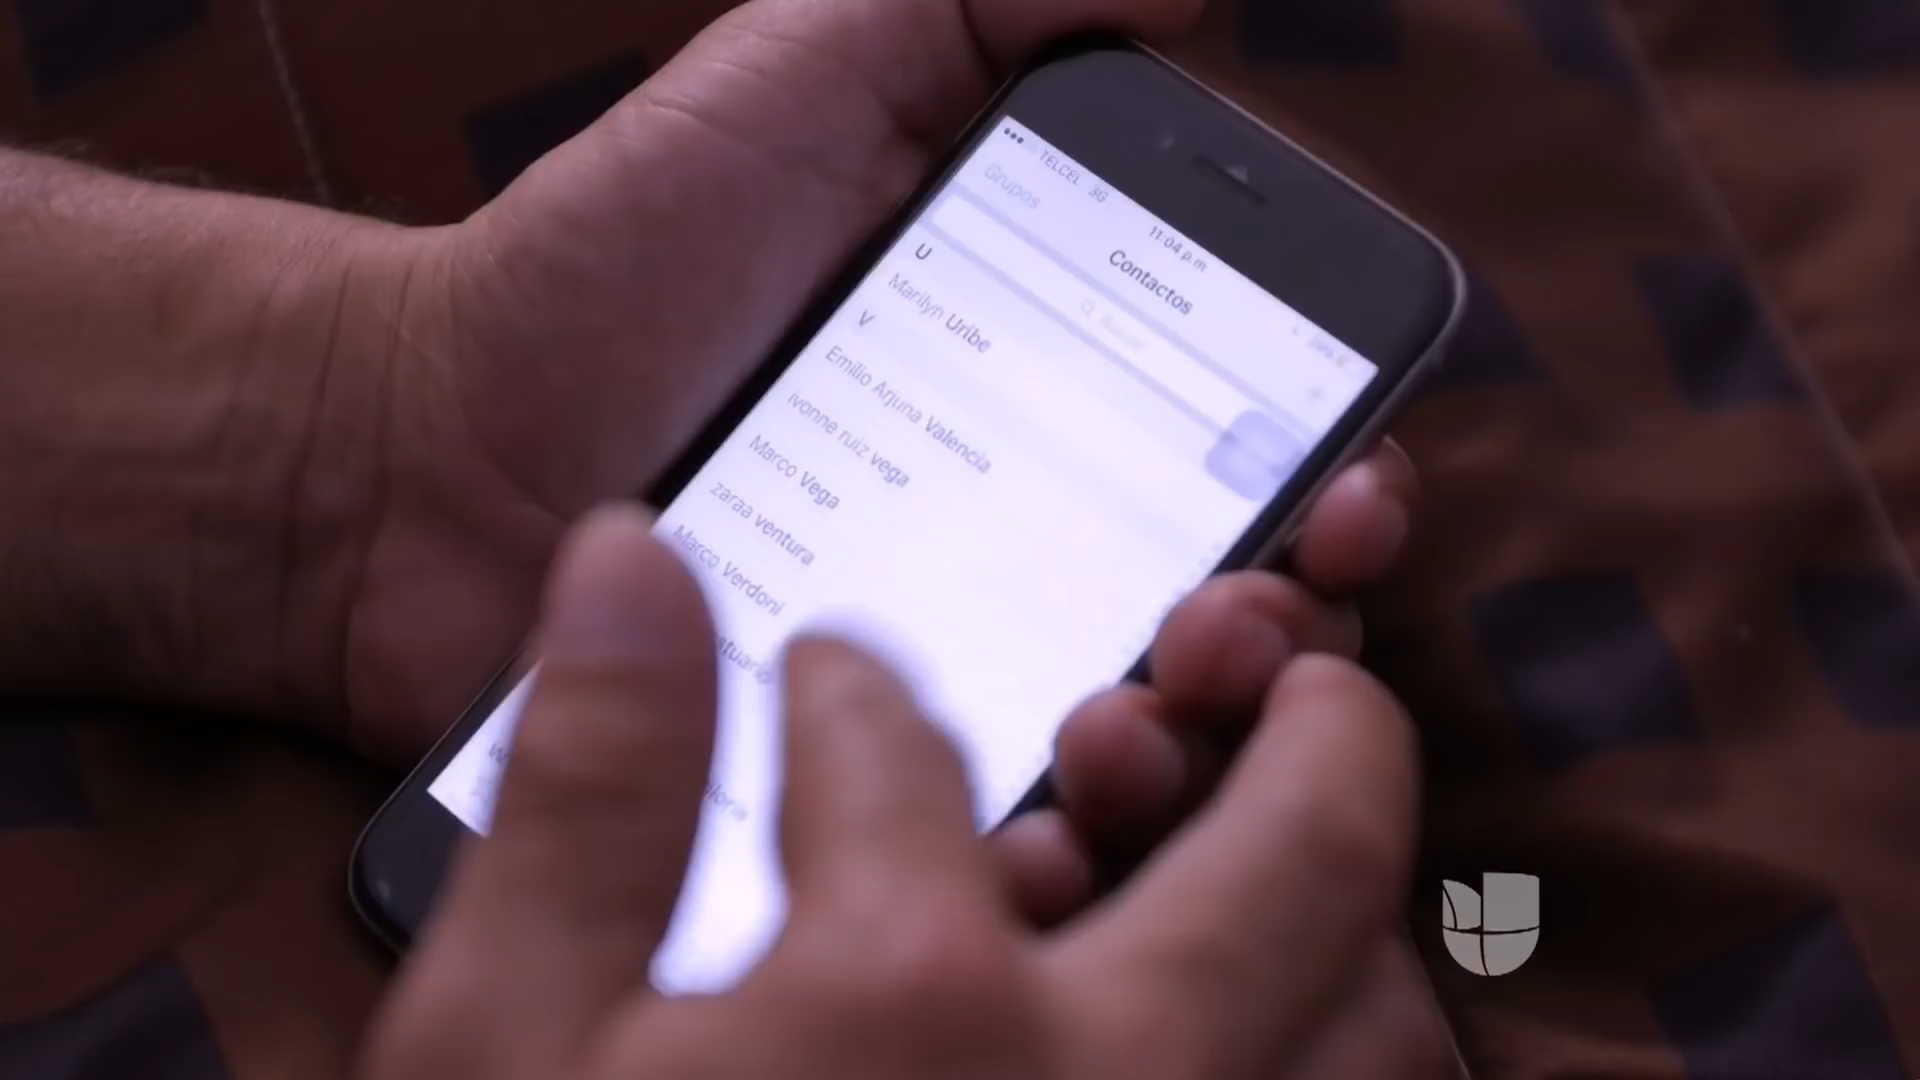 TELCEL 3G
11:04 p.m.
Grupos
Contactos
Buscar
U
Marilyn Uribe
V
Emilio Arjuna Valencia
ivonne ruiz vega
Marco Vega
zaraa ventura
Marco Verdoni